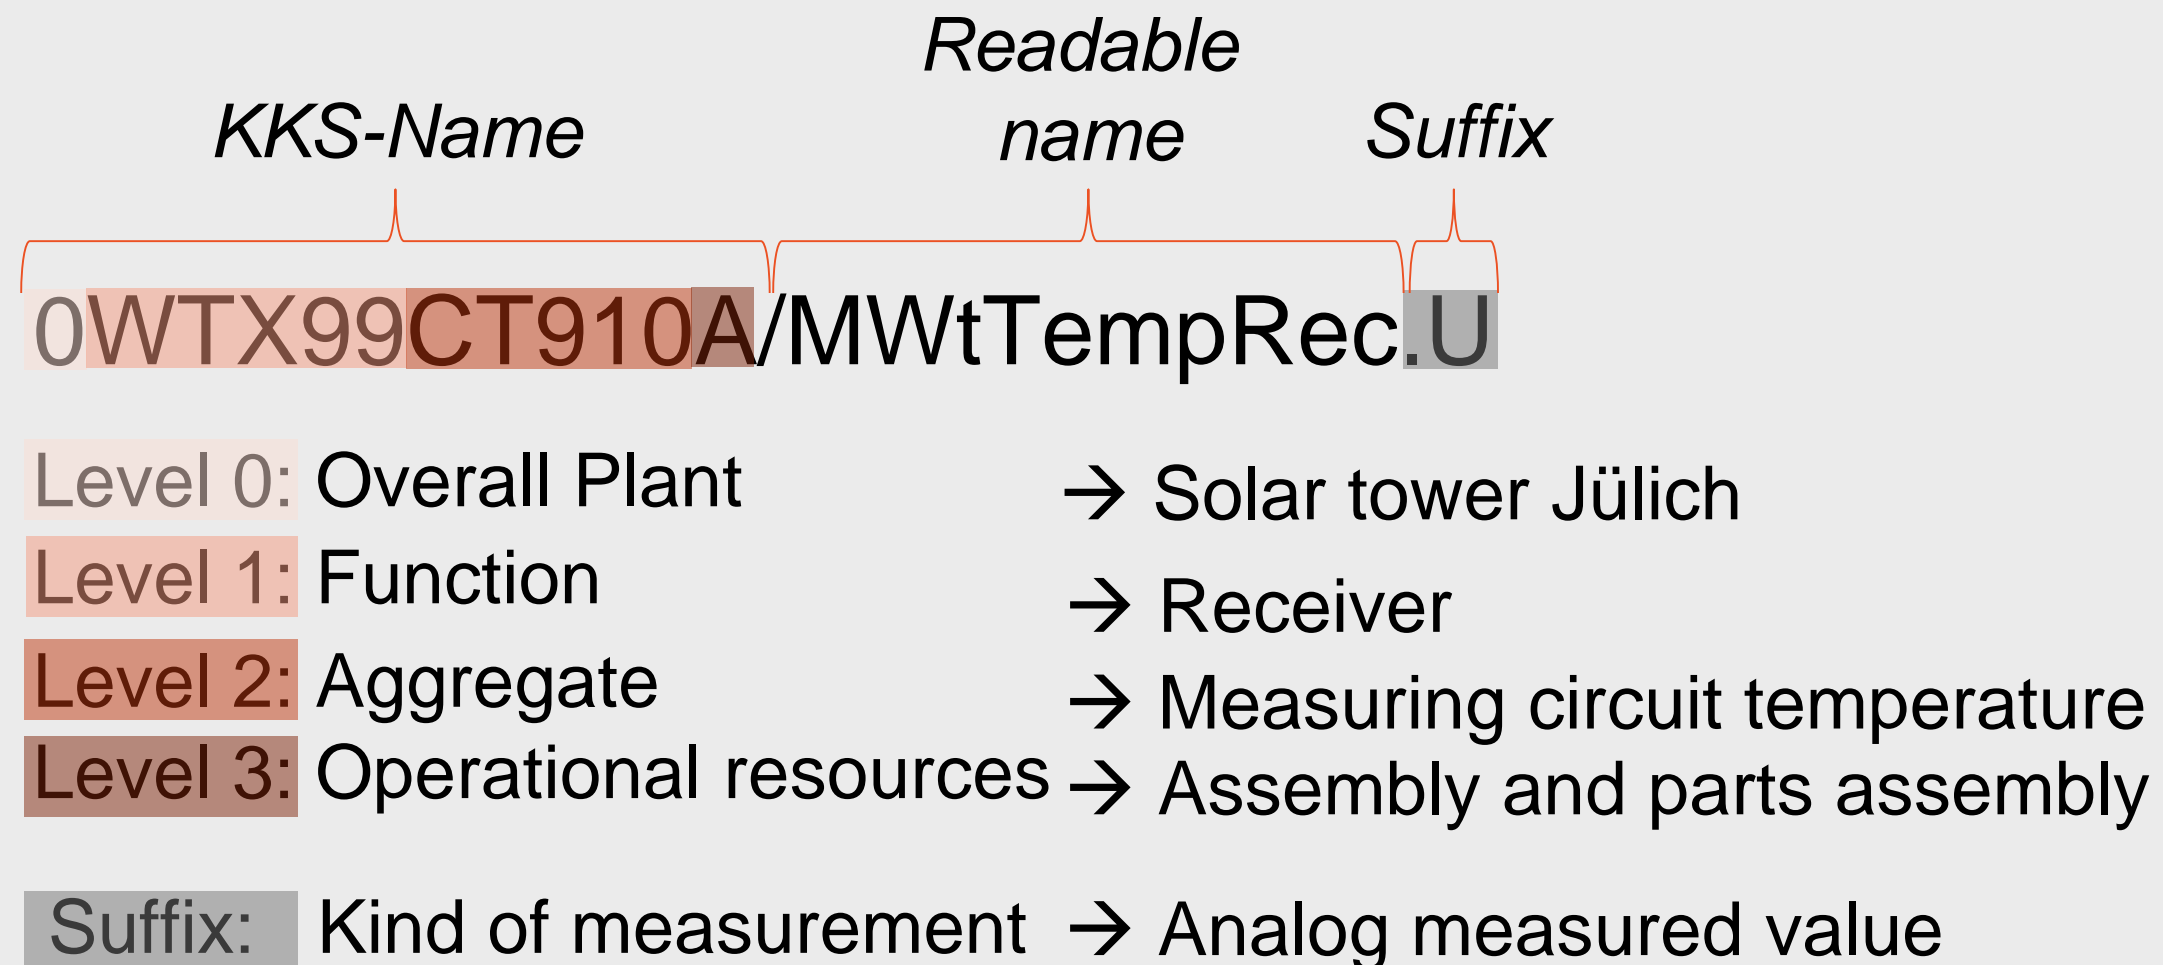 Readable
KKS-Name name Suffix
0WTX99CT910A/MWtTempRec.U
Level 0: Overall Plant → Solar tower Jülich
Level 1: Function → Receiver
Level 2: Aggregate → Measuring circuit temperature
Level 3: Operational resources → Assembly and parts assembly
Suffix: Kind of measurement → Analog measured value